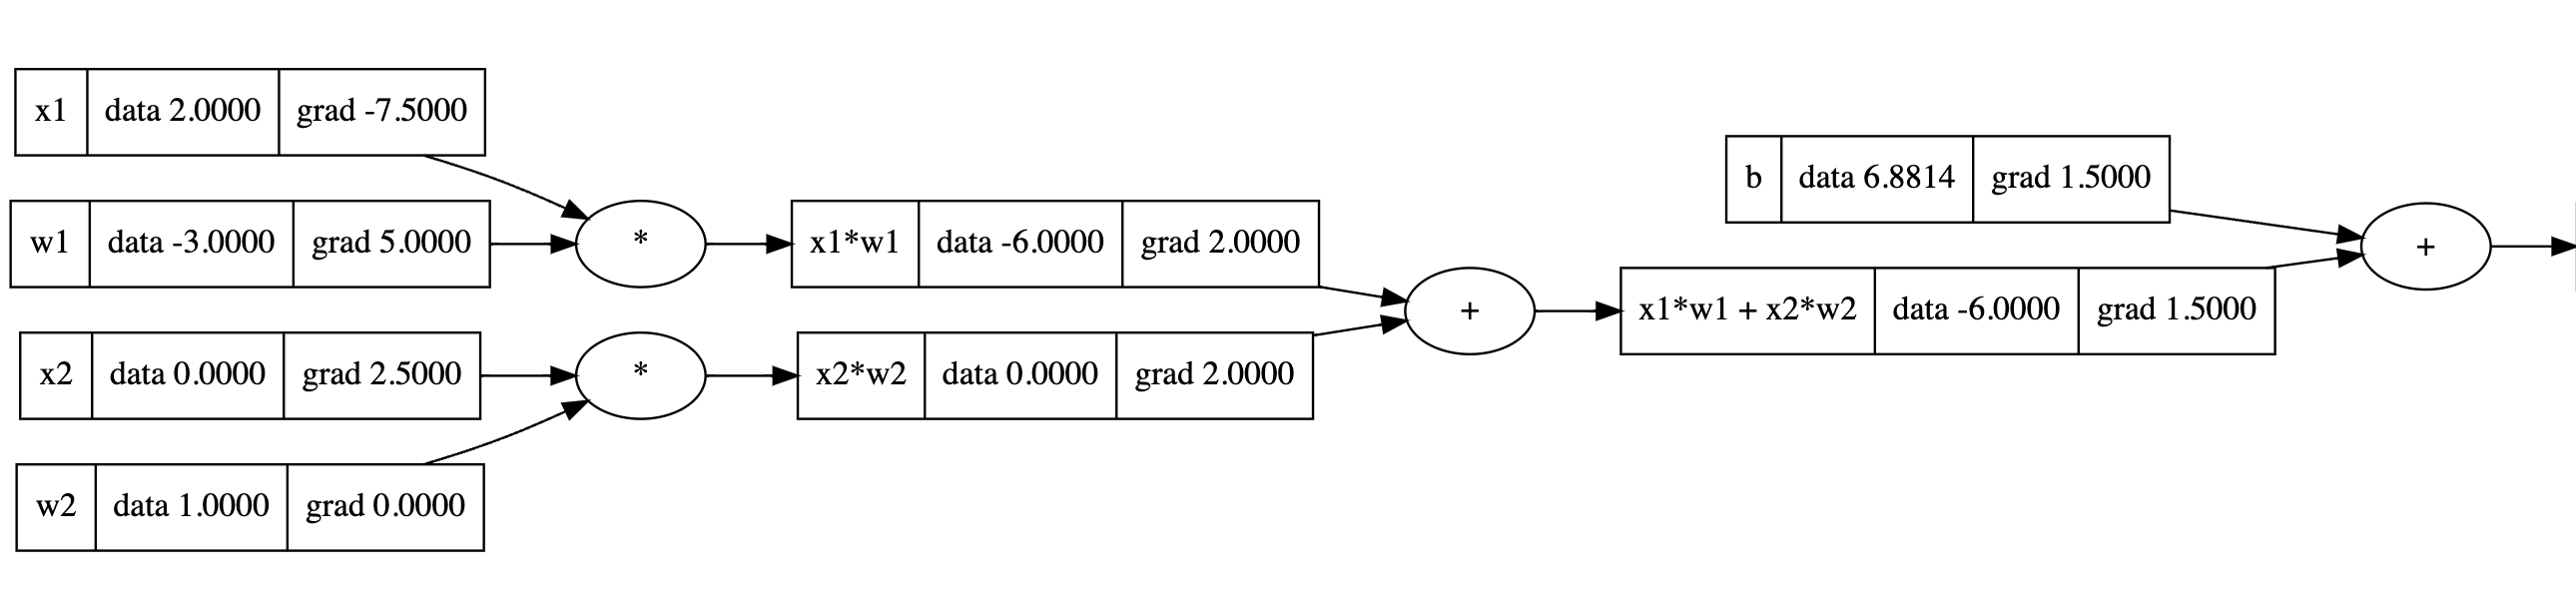 x1 data 2.0000 grad -7.5000
b data 6.8814 grad 1.5000
w1 data -3.0000 grad 5.0000
*
x1*w1 data -6.0000 grad 2.0000
+
+
x1*w1 + x2*w2 data -6.0000 grad 1.5000
x2 data 0.0000 grad 2.5000
*
x2*w2 data 0.0000 grad 2.0000
w2 data 1.0000 grad 0.0000